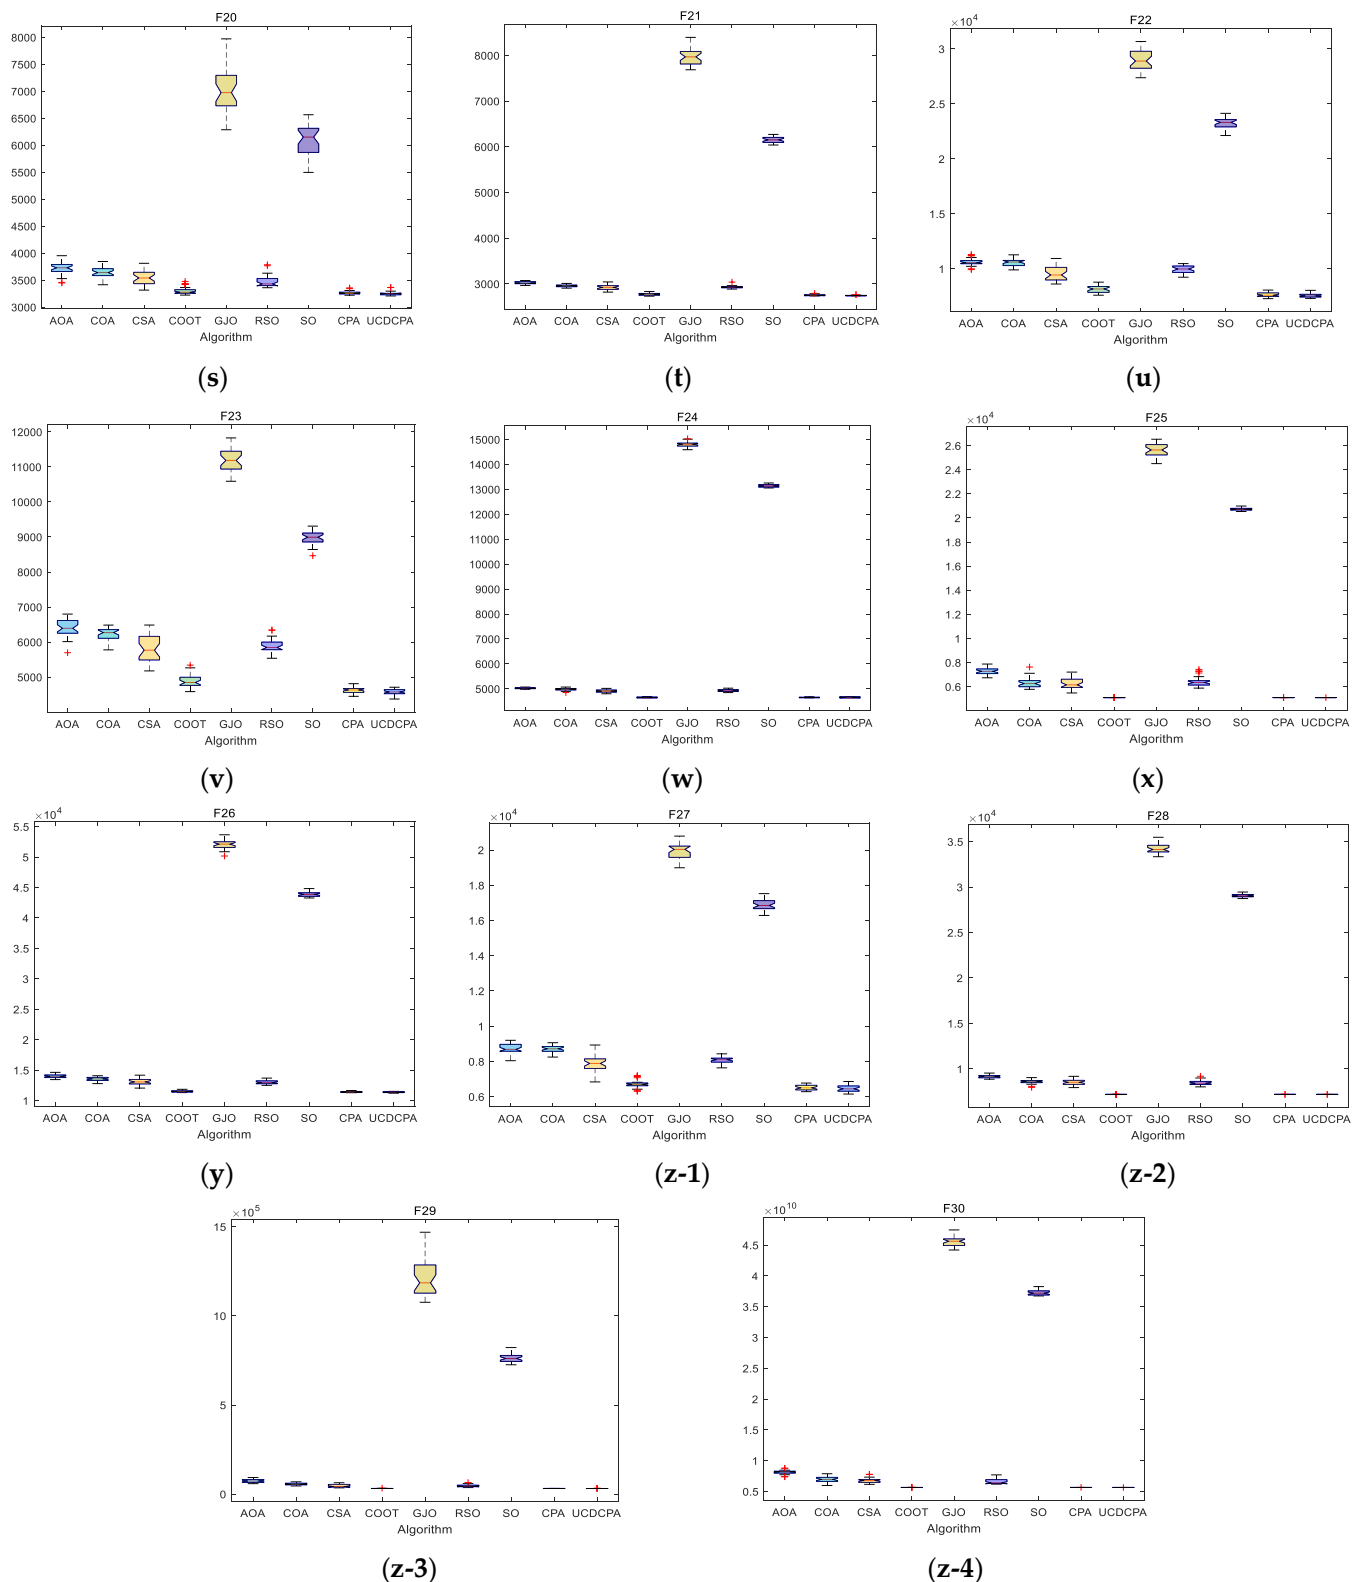 F20
8000
7500
7000
6500
6000
5500
5000
4500
4000
3500
3000
AOA COA CSA COOT GJO RSO SO CPA UCDCPA
Algorithm
(s)
F21
8000
7000
6000
5000
4000
3000
AOA COA CSA COOT GJO RSO SO CPA UCDCPA
Algorithm
(t)
×10⁴
F22
3
2.5
2
1.5
1
AOA COA CSA COOT GJO RSO SO CPA UCDCPA
Algorithm
(u)
F23
12000
11000
10000
9000
8000
7000
6000
5000
AOA COA CSA COOT GJO RSO SO CPA UCDCPA
Algorithm
(v)
F24
15000
14000
13000
12000
11000
10000
9000
8000
7000
6000
5000
AOA COA CSA COOT GJO RSO SO CPA UCDCPA
Algorithm
(w)
×10⁴
F25
2.6
2.4
2.2
2
1.8
1.6
1.4
1.2
1
0.8
0.6
AOA COA CSA COOT GJO RSO SO CPA UCDCPA
Algorithm
(x)
×10⁴
F26
5.5
5
4.5
4
3.5
3
2.5
2
1.5
1
AOA COA CSA COOT GJO RSO SO CPA UCDCPA
Algorithm
(y)
×10⁴
F27
2
1.8
1.6
1.4
1.2
1
0.8
0.6
AOA COA CSA COOT GJO RSO SO CPA UCDCPA
Algorithm
(z-1)
×10⁴
F28
3.5
3
2.5
2
1.5
1
AOA COA CSA COOT GJO RSO SO CPA UCDCPA
Algorithm
(z-2)
×10⁵
F29
15
10
5
0
AOA COA CSA COOT GJO RSO SO CPA UCDCPA
Algorithm
(z-3)
×10¹⁰
F30
4.5
3.5
2.5
1.5
1
0.5
AOA COA CSA COOT GJO RSO SO CPA UCDCPA
Algorithm
(z-4)